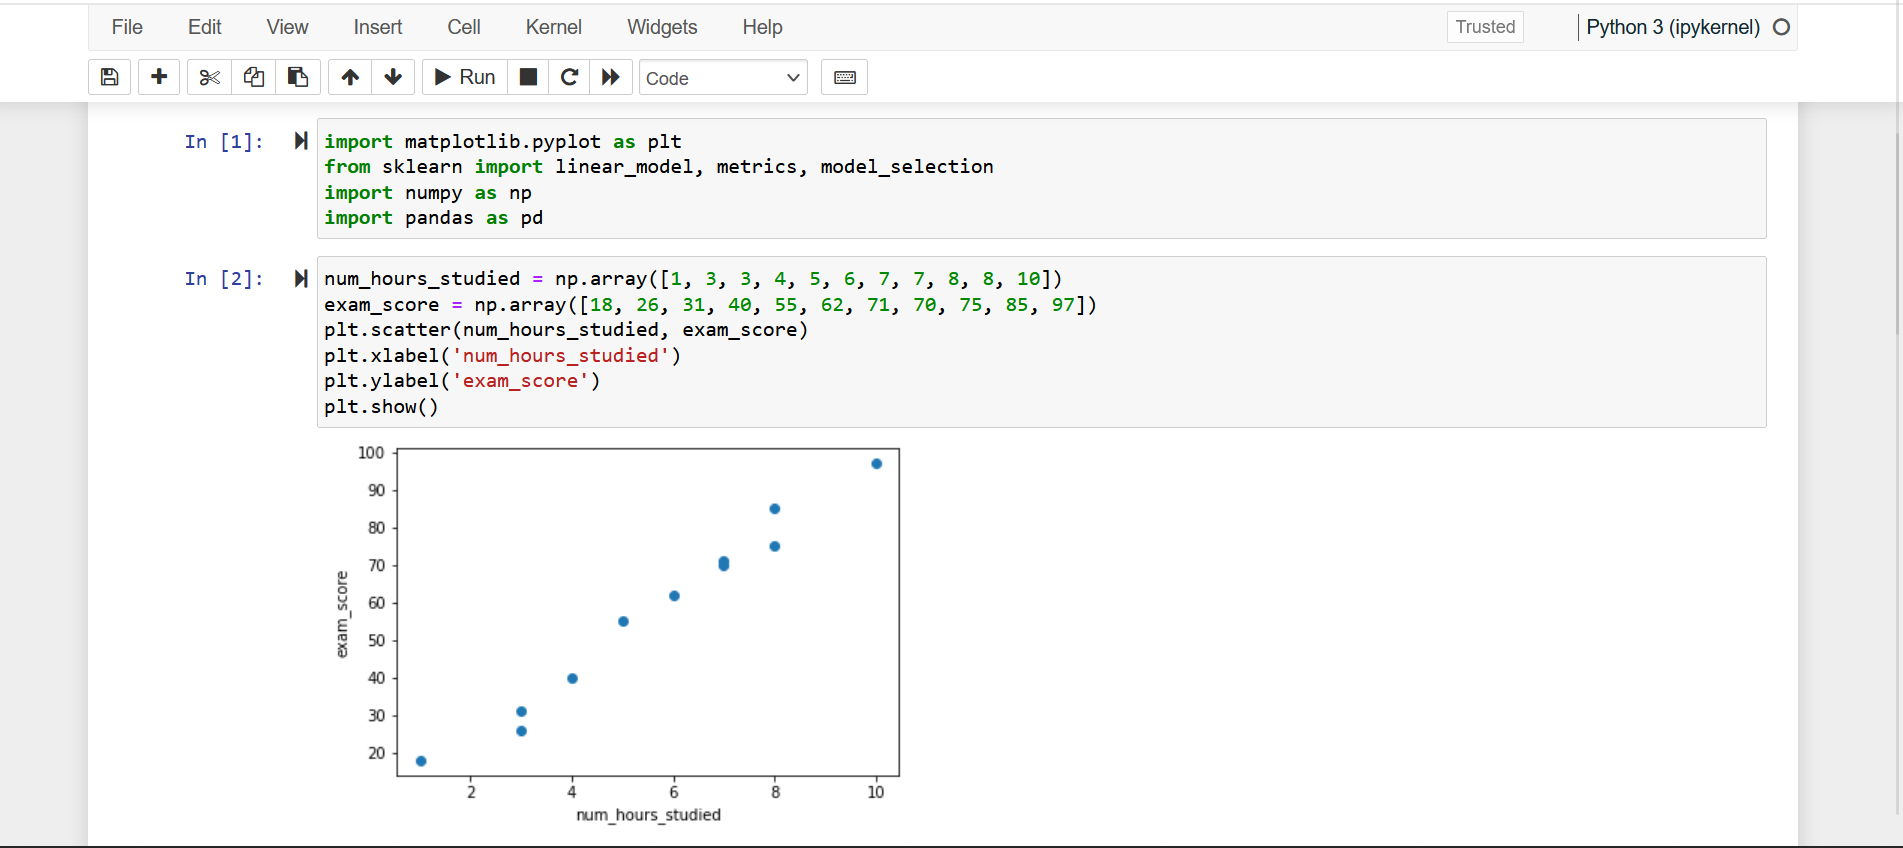 File Edit View Insert Cell Kernel Widgets Help Trusted Python 3 (ipykernel)
Run Code
In [1]: import matplotlib.pyplot as plt
from sklearn import linear_model, metrics, model_selection
import numpy as np
import pandas as pd
In [2]: num_hours_studied = np.array([1, 3, 3, 4, 5, 6, 7, 7, 8, 8, 10])
exam_score = np.array([18, 26, 31, 40, 55, 62, 71, 70, 75, 85, 97])
plt.scatter(num_hours_studied, exam_score)
plt.xlabel('num_hours_studied')
plt.ylabel('exam_score')
plt.show()
100
90
80
70
60
50
40
30
20
exam_score
2 4 6 8 10
num_hours_studied